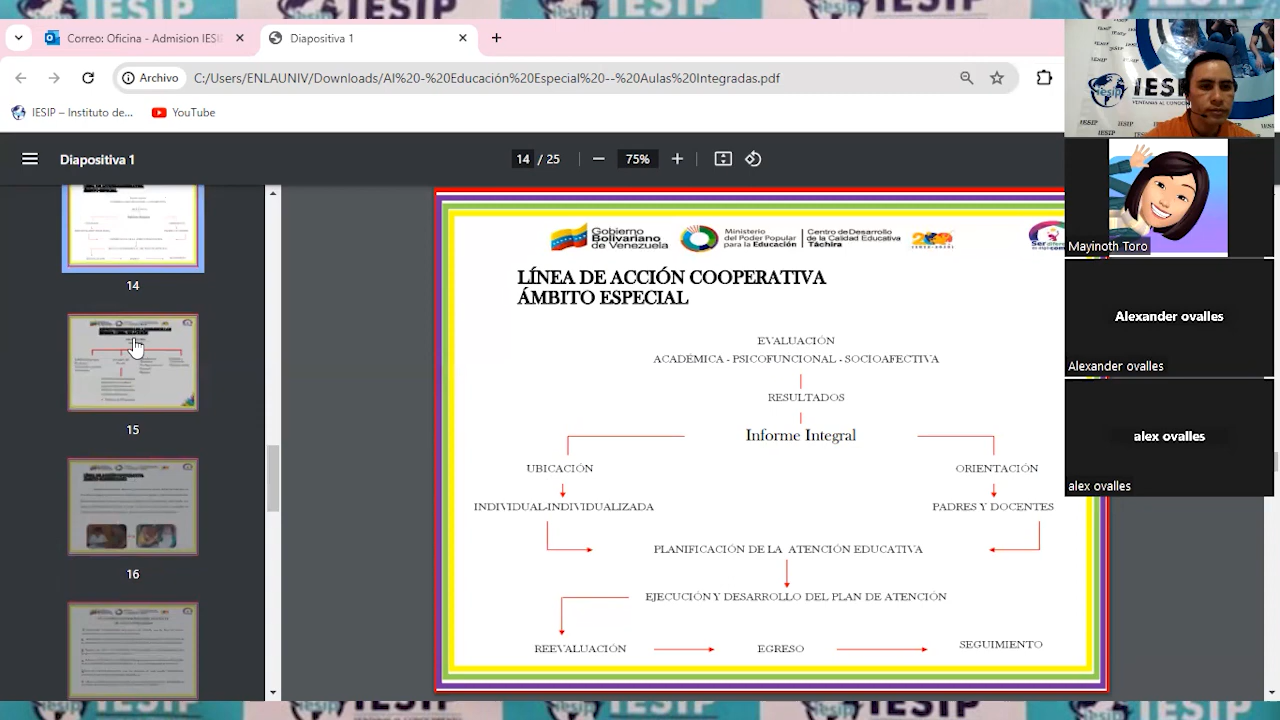 Correo: Oficina - Admision IESI
Diapositiva 1
Archivo
C:/Users/ENLAUNIV/Downloads/AI%20-%20Educación%20Especial%20--%20Aulas%20Integradas.pdf
IESIP – Instituto de...
YouTube
Diapositiva 1
14 / 25
75%
14
15
16
Gobierno
Bolivariano
de Venezuela
Ministerio
del Poder Popular
para la Educación
Centro de Desarrollo
de la Calidad Educativa
Táchira
LÍNEA DE ACCIÓN COOPERATIVA
ÁMBITO ESPECIAL
EVALUACIÓN
ACADEMICA - PSICOFUNCIONAL - SOCIOAFECTIVA
RESULTADOS
Informe Integral
UBICACIÓN
ORIENTACIÓN
INDIVIDUAL-INDIVIDUALIZADA
PADRES Y DOCENTES
PLANIFICACIÓN DE LA ATENCIÓN EDUCATIVA
EJECUCIÓN Y DESARROLLO DEL PLAN DE ATENCIÓN
REEVALUACIÓN
EGRESO
SEGUIMIENTO
Mayinoth Toro
Alexander ovalles
Alexander ovalles
alex ovalles
alex ovalles
IESIP